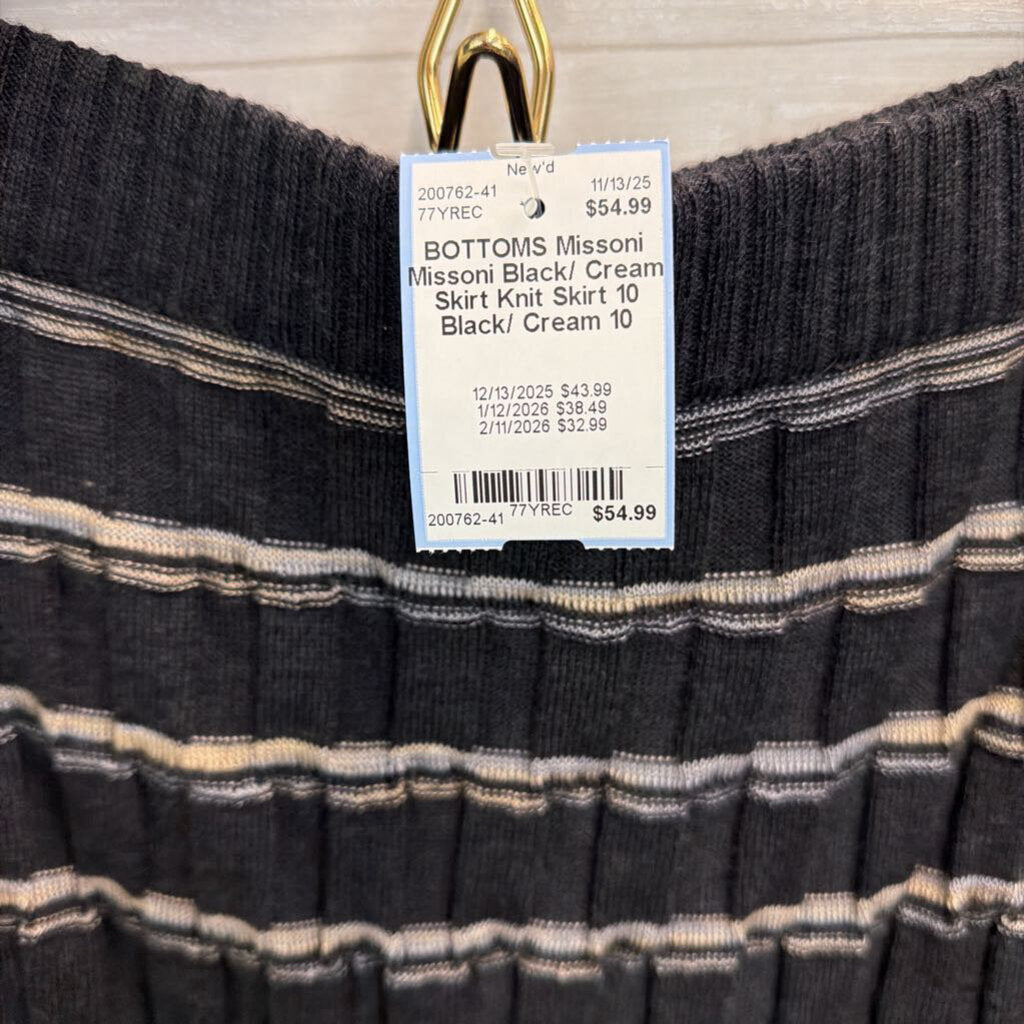 New'd
200762-41 11/13/25
77YREC $54.99
BOTTOMS Missoni
Missoni Black/ Cream
Skirt Knit Skirt 10
Black/ Cream 10
12/13/2025 $43.99
1/12/2026 $38.49
2/11/2026 $32.99
200762-41 77YREC $54.99